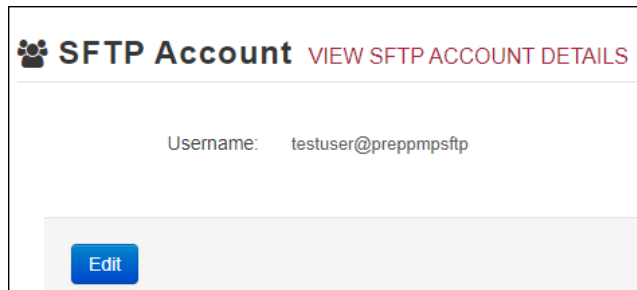 SFTP Account VIEW SFTP ACCOUNT DETAILS
Username: testuser@preppmpsftp
Edit